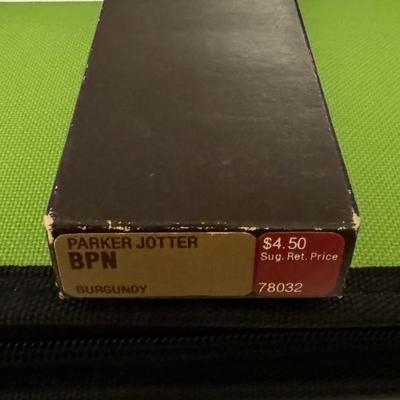 PARKER JOTTER
BPN
BURGUNDY
$4.50
Sug. Ret. Price
78032